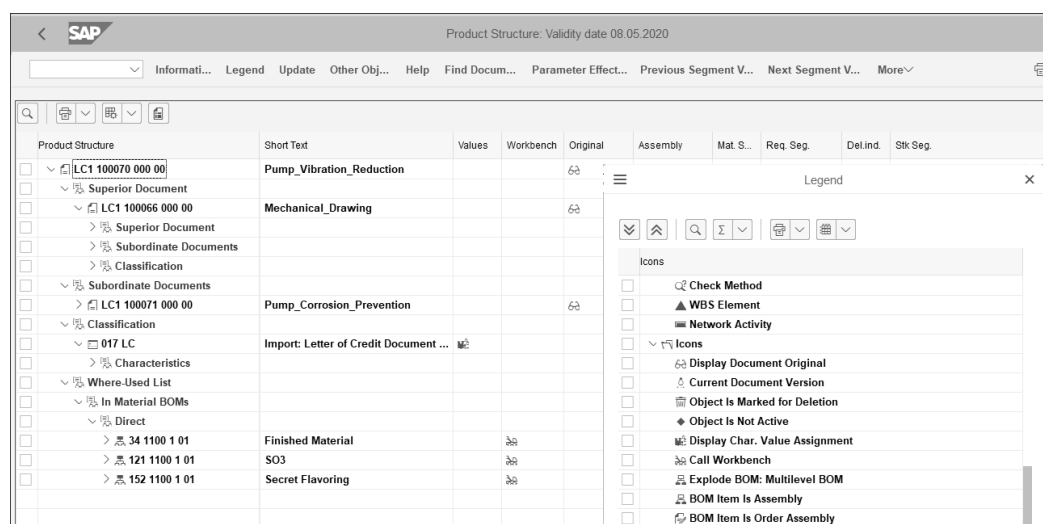 SAP
Product Structure: Validity date 08.05.2020
Informati... Legend Update Other Obj... Help Find Docum... Parameter Effect... Previous Segment V... Next Segment V... More
Product Structure Short Text Values Workbench Original Assembly Mat. S... Req. Seg. Del.ind. Stk Seg.
LC1 100070 000 00 Pump_Vibration_Reduction
Superior Document
LC1 100066 000 00 Mechanical_Drawing
Superior Document
Subordinate Documents
Classification
Subordinate Documents
LC1 100071 000 00 Pump_Corrosion_Prevention
Classification
017 LC Import: Letter of Credit Document ...
Characteristics
Where-Used List
In Material BOMs
Direct
34 1100 1 01 Finished Material
121 1100 1 01 SO3
152 1100 1 01 Secret Flavoring
Legend
Icons
Check Method
WBS Element
Network Activity
Icons
Display Document Original
Current Document Version
Object Is Marked for Deletion
Object Is Not Active
Display Char. Value Assignment
Call Workbench
Explode BOM: Multilevel BOM
BOM Item Is Assembly
BOM Item Is Order Assembly